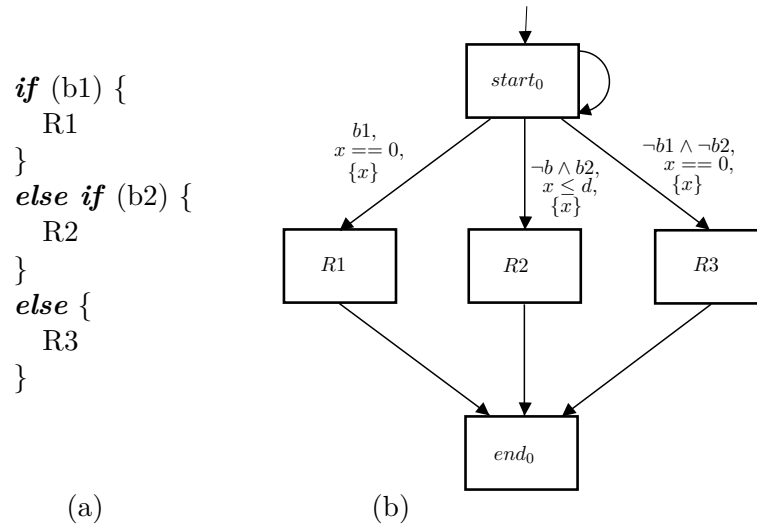 if (b1) {
R1
}
else if (b2) {
R2
}
else {
R3
}
(a)
start₀
b1,
x == 0,
{x}
¬b ∧ b2,
x ≤ d,
{x}
¬b1 ∧ ¬b2,
x == 0,
{x}
R1
R2
R3
end₀
(b)